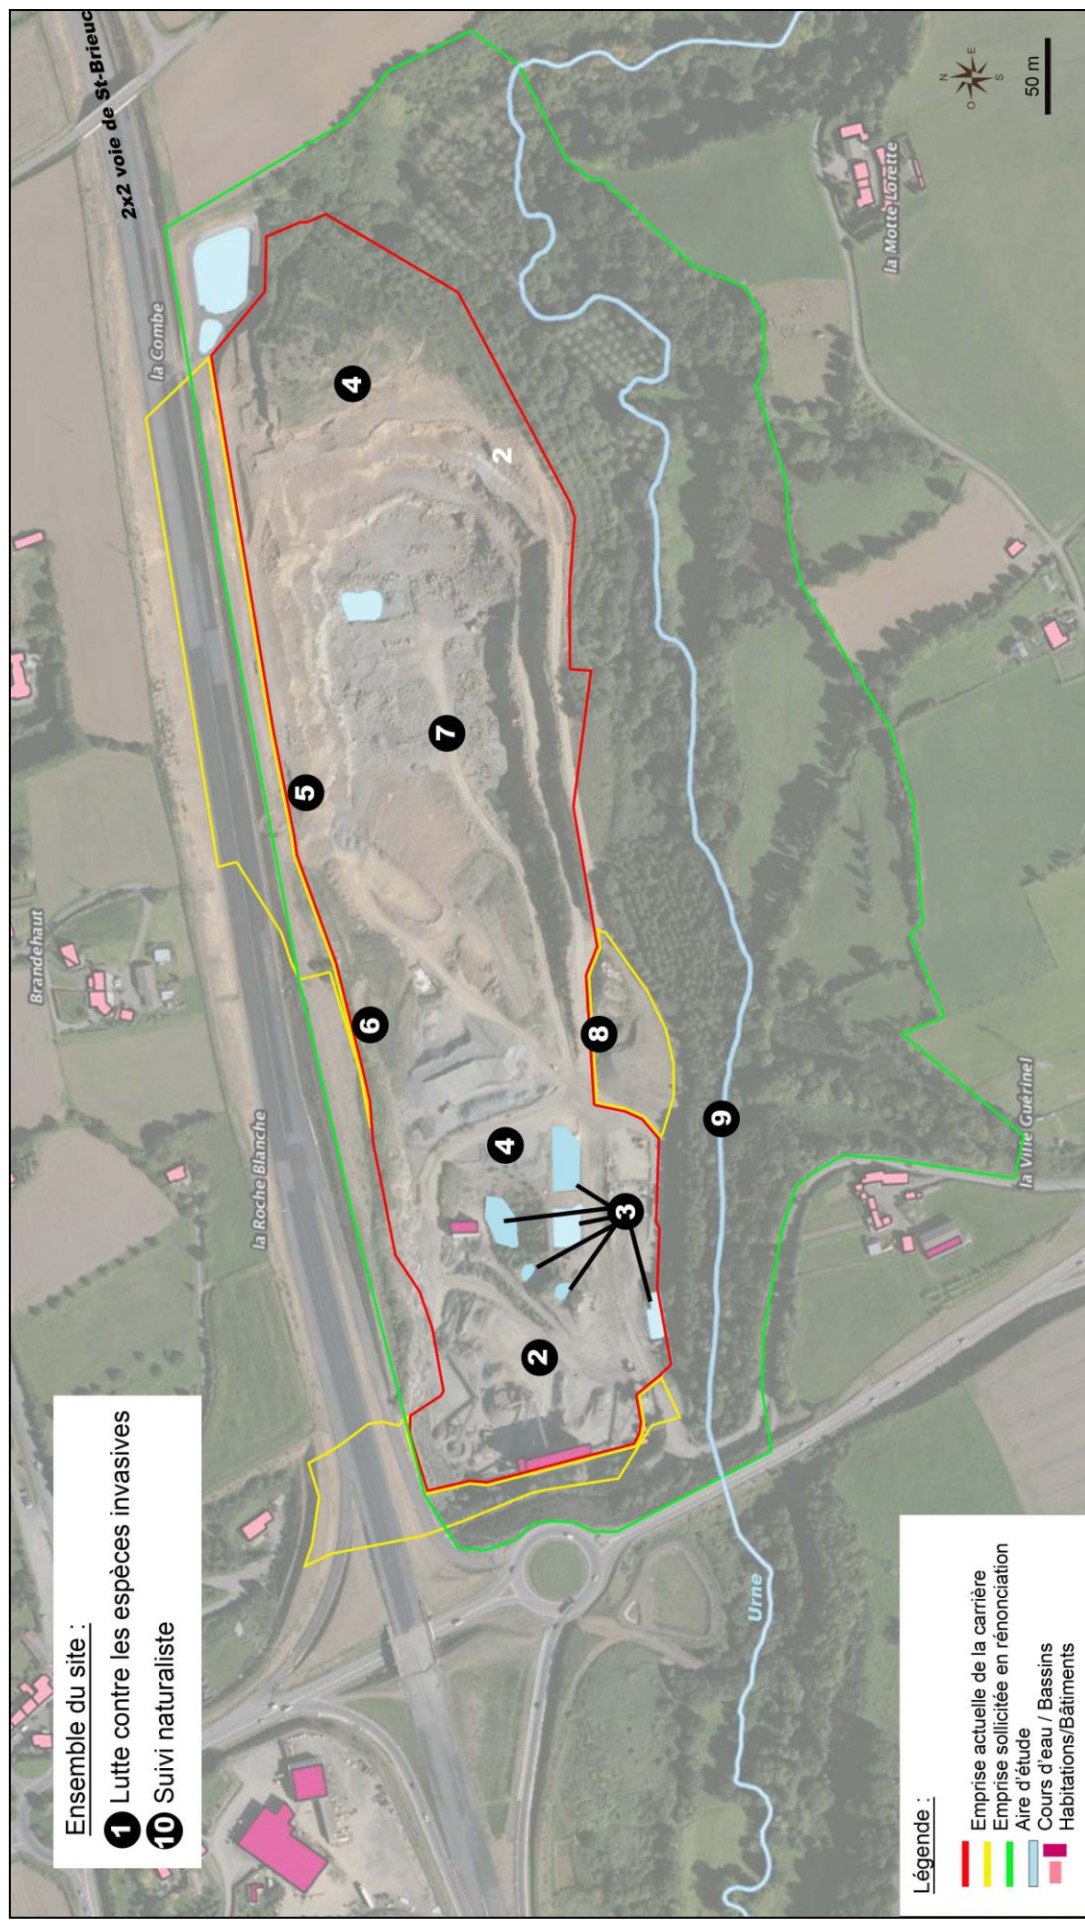 Ensemble du site :
1 Lutte contre les espèces invasives
10 Suivi naturaliste
2x2 voie de St-Brieuc
la Combe
Brandehaut
la Roche Blanche
4
2
5
7
6
8
4
3
2
9
Urne
la Motte Lorette
la Ville Guérinel
N
E
S
O
50 m
Légende :
Emprise actuelle de la carrière
Emprise sollicitée en rénonciation
Aire d'étude
Cours d'eau / Bassins
Habitations/Bâtiments